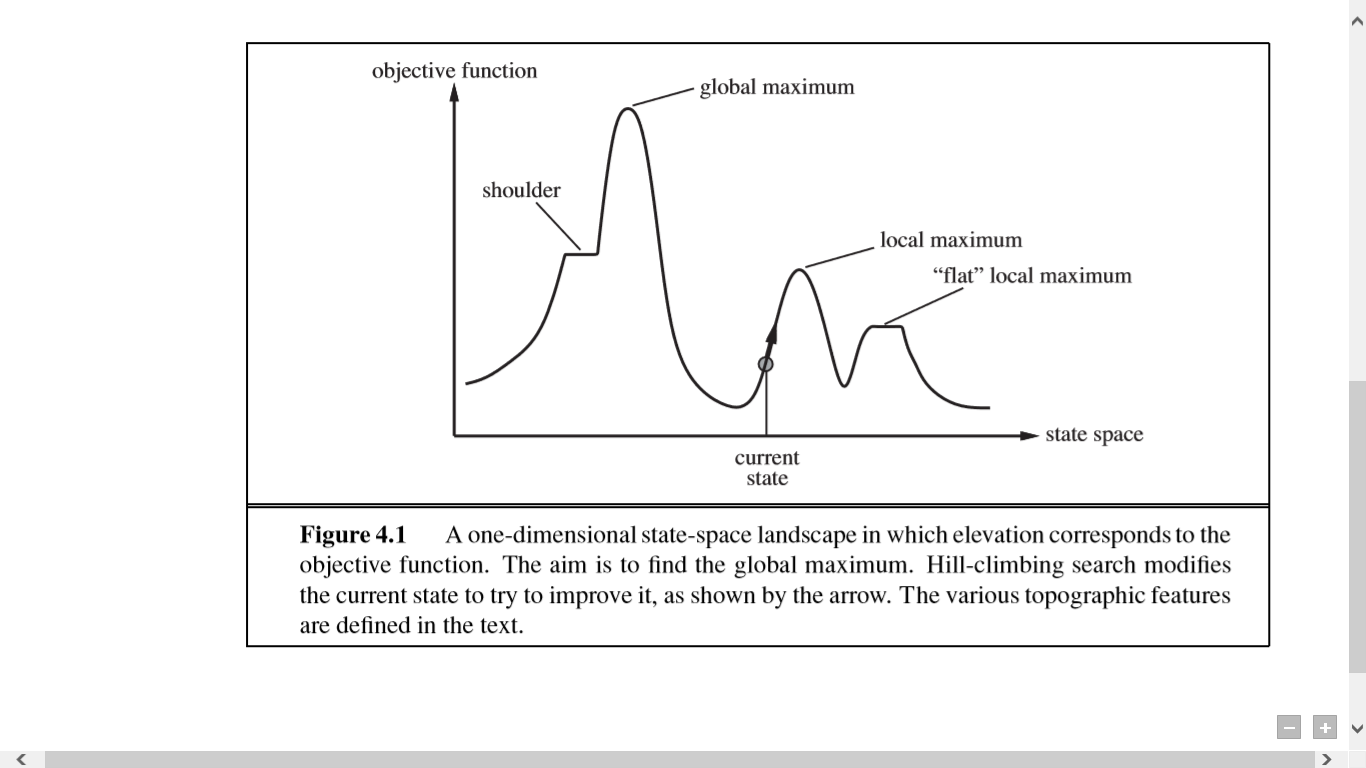 objective function
global maximum
shoulder
local maximum
“flat” local maximum
state space
current
state
Figure 4.1 A one-dimensional state-space landscape in which elevation corresponds to the
objective function. The aim is to find the global maximum. Hill-climbing search modifies
the current state to try to improve it, as shown by the arrow. The various topographic features
are defined in the text.